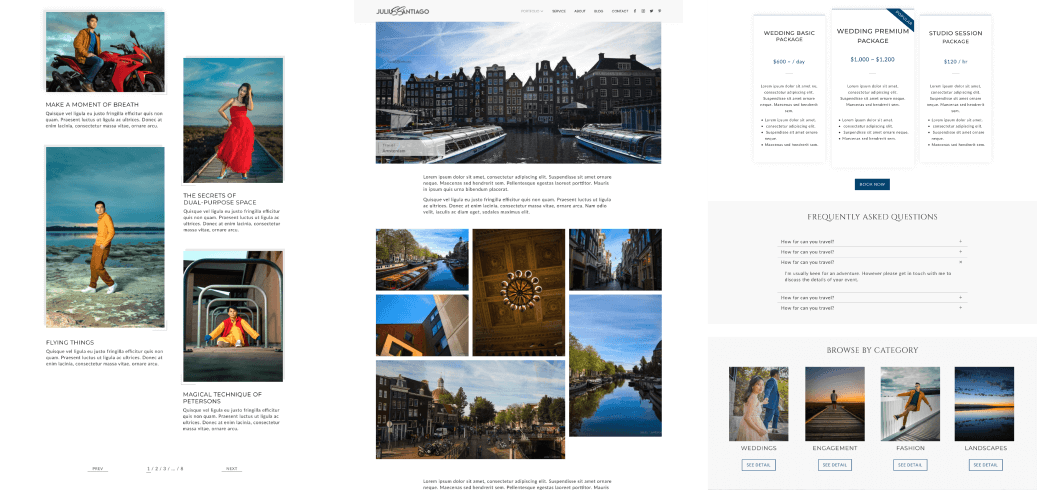 MAKE A MOMENT OF BREATH
Quisque vel ligula eu justo fringilla efficitur quis non
quam. Praesent luctus ut ligula ac ultrices. Donec at
enim lacinia, consectetur massa vitae, ornare arcu.
FLYING THINGS
Quisque vel ligula eu justo fringilla efficitur quis non
quam. Praesent luctus ut ligula ac ultrices. Donec at
enim lacinia, consectetur massa vitae, ornare arcu.
THE SECRETS OF
DUAL-PURPOSE SPACE
Quisque vel ligula eu justo fringilla efficitur
quis non quam. Praesent luctus ut ligula ac
ultrices. Donec at enim lacinia, consectetur
massa vitae, ornare arcu.
MAGICAL TECHNIQUE OF
PETERSONS
Quisque vel ligula eu justo fringilla efficitur
quis non quam. Praesent luctus ut ligula ac
ultrices. Donec at enim lacinia, consectetur
massa vitae, ornare arcu.
PREV
1 / 2 / 3 / ... / 8
NEXT
PORTFOLIO
SERVICE
ABOUT
BLOG
CONTACT
Travel
Amsterdam
Lorem ipsum dolor sit amet, consectetur adipiscing elit. Suspendisse sit amet ornare
neque. Maecenas sed hendrerit sem. Pellentesque egestas laoreet porttitor. Mauris
in ipsum quis urna bibendum placerat.
Quisque vel ligula eu justo fringilla efficitur quis non quam. Praesent luctus ut ligula
ac ultrices. Donec at enim lacinia, consectetur massa vitae, ornare arcu. Nam odio
velit, iaculis ac diam eget, sodales maximus elit.
Lorem ipsum dolor sit amet, consectetur adipiscing elit. Suspendisse sit amet ornare
neque. Maecenas sed hendrerit sem. Pellentesque egestas laoreet porttitor. Mauris
WEDDING BASIC
PACKAGE
$600 ~ / day
Lorem ipsum dolor sit amet,
consectetur adipiscing elit.
Suspendisse sit amet ornare
neque. Maecenas sed hendrerit
sem.
Lorem ipsum dolor sit amet.
consectetur adipiscing elit.
Suspendisse sit amet ornare
neque.
Maecenas sed hendrerit sem.
POPULAR
WEDDING PREMIUM
PACKAGE
$1,000 ~ $1,200
Lorem ipsum dolor sit amet,
consectetur adipiscing elit.
Suspendisse sit amet ornare neque.
Maecenas sed hendrerit sem.
Lorem ipsum dolor sit amet.
consectetur adipiscing elit.
Suspendisse sit amet ornare neque.
Maecenas sed hendrerit sem.
STUDIO SESSION
PACKAGE
$120 / hr
Lorem ipsum dolor sit amet,
consectetur adipiscing elit.
Suspendisse sit amet ornare
neque. Maecenas sed hendrerit
sem.
Lorem ipsum dolor sit amet.
consectetur adipiscing elit.
Suspendisse sit amet ornare
neque.
Maecenas sed hendrerit sem.
BOOK NOW
FREQUENTLY ASKED QUESTIONS
How far can you travel?
How far can you travel?
How far can you travel?
I'm usually keen for an adventure. However please get in touch with me to
discuss the details of your event.
How far can you travel?
How far can you travel?
BROWSE BY CATEGORY
WEDDINGS
ENGAGEMENT
FASHION
LANDSCAPES
SEE DETAIL
SEE DETAIL
SEE DETAIL
SEE DETAIL